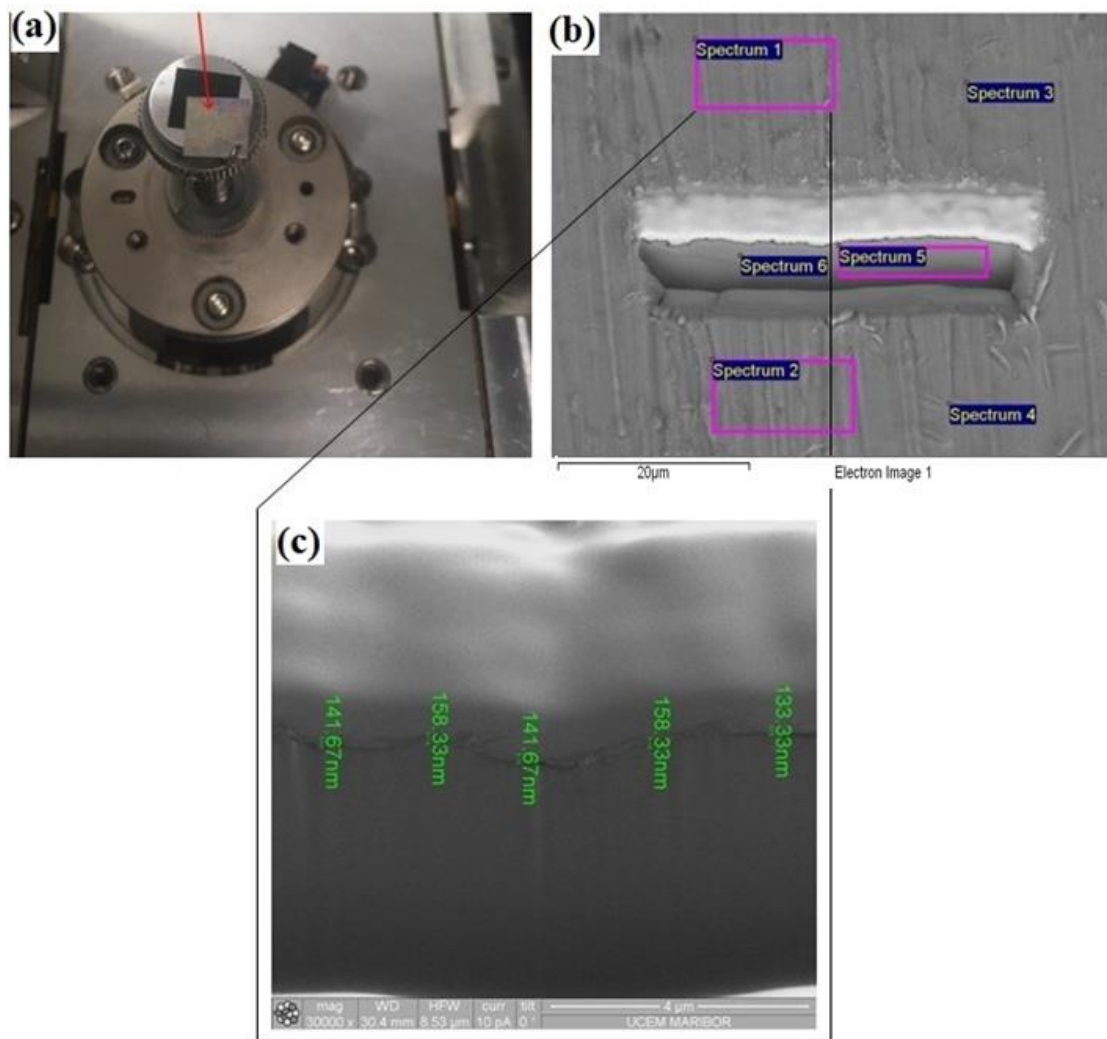 (a)
(b)
Spectrum 1
Spectrum 3
Spectrum 6
Spectrum 5
Spectrum 2
Spectrum 4
20µm
Electron Image 1
(c)
141.67nm
158.33nm
141.67nm
158.33nm
133.33nm
mag WD HFW curr tilt 4 µm
30000 x 30.4 mm 8.53 µm 10 pA 0 ° UCEM MARIBOR